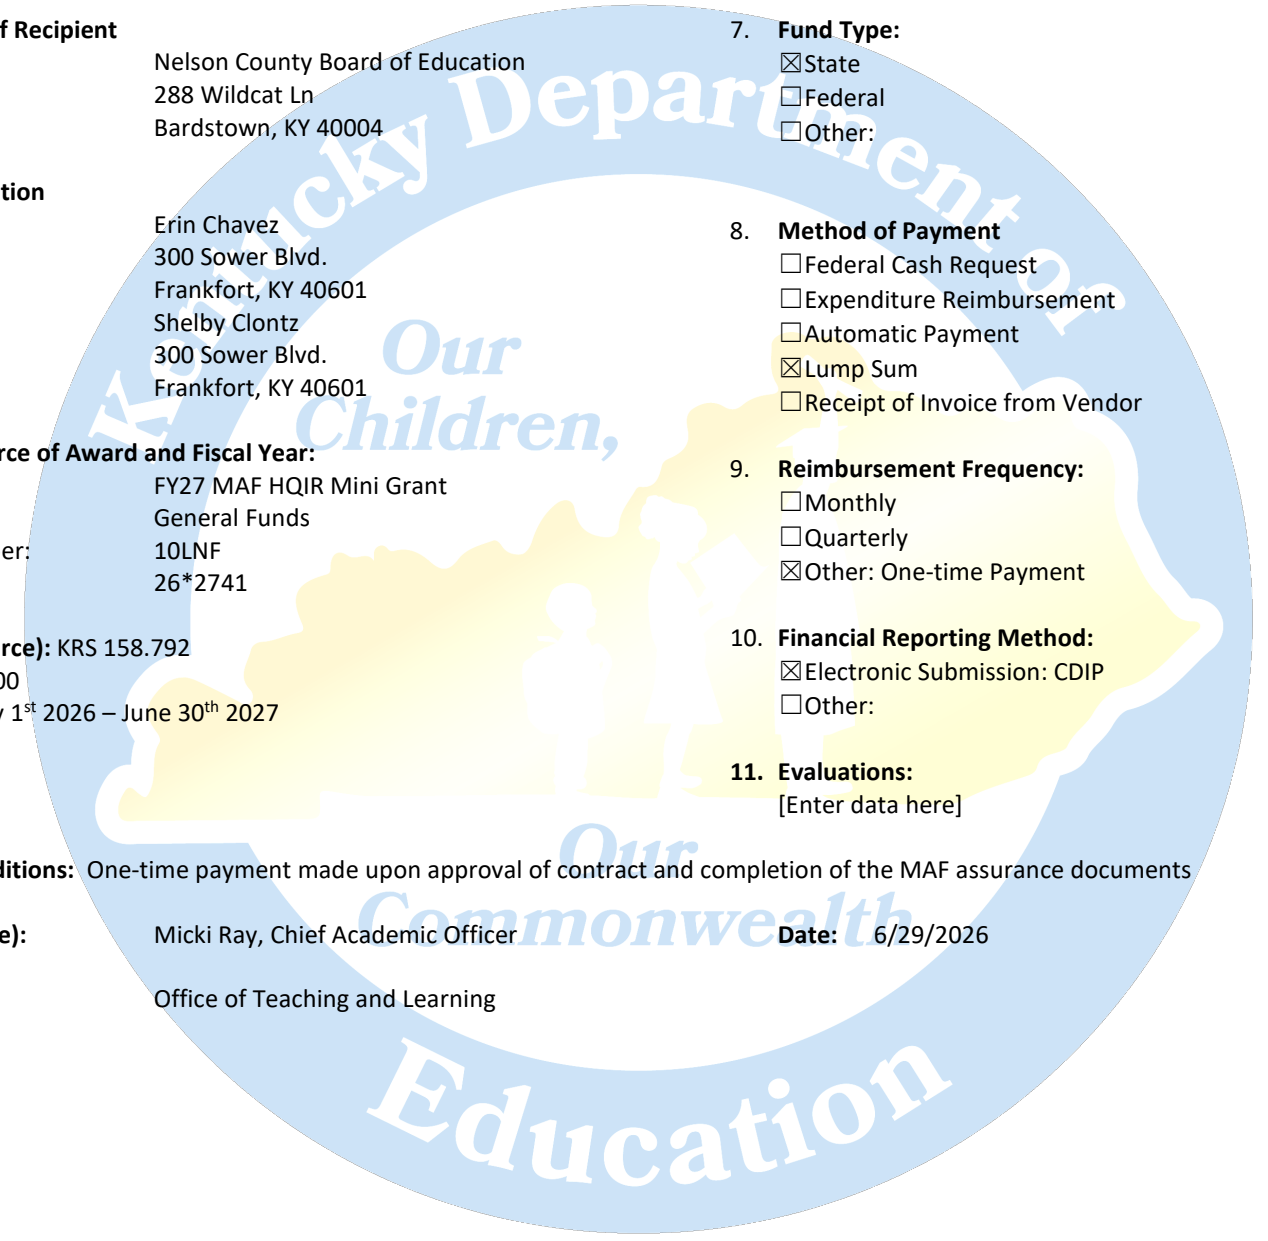 f Recipient
Nelson County Board of Education
288 Wildcat Ln
Bardstown, KY 40004
tion
Erin Chavez
300 Sower Blvd.
Frankfort, KY 40601
Shelby Clontz
300 Sower Blvd.
Frankfort, KY 40601
rce of Award and Fiscal Year:
FY27 MAF HQIR Mini Grant
General Funds
er: 10LNF
26*2741
rce): KRS 158.792
00
y 1st 2026 – June 30th 2027
7. Fund Type:
☒State
☐Federal
☐Other:
8. Method of Payment
☐Federal Cash Request
☐Expenditure Reimbursement
☐Automatic Payment
☒Lump Sum
☐Receipt of Invoice from Vendor
9. Reimbursement Frequency:
☐Monthly
☐Quarterly
☒Other: One-time Payment
10. Financial Reporting Method:
☒Electronic Submission: CDIP
☐Other:
11. Evaluations:
[Enter data here]
ditions: One-time payment made upon approval of contract and completion of the MAF assurance documents
e): Micki Ray, Chief Academic Officer Date: 6/29/2026
Office of Teaching and Learning
Kentucky Department of
Education
Our
Children,
Our
Commonwealth